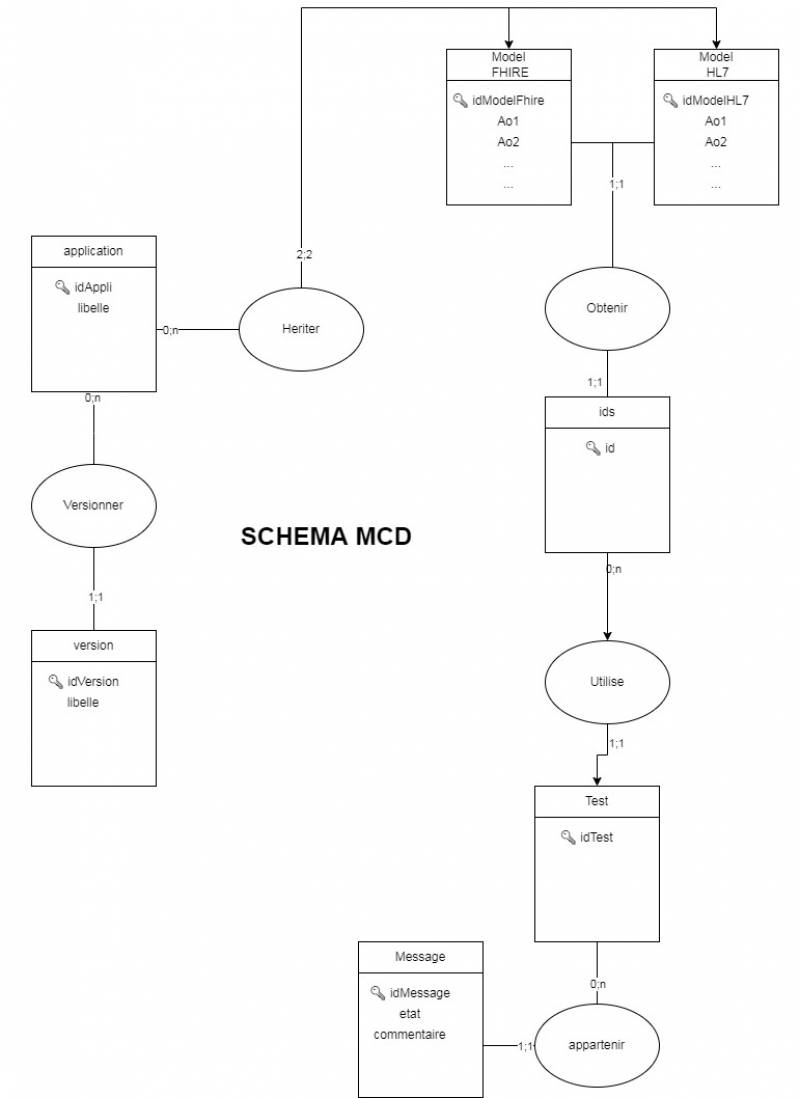 Model
FHIRE
idModelFhire
Ao1
Ao2
...
...
Model
HL7
idModelHL7
Ao1
Ao2
...
...
1;1
2;2
application
idAppli
libelle
0;n
Heriter
Obtenir
1;1
0;n
ids
id
Versionner
SCHEMA MCD
0;n
1;1
version
idVersion
libelle
Utilise
1;1
Test
idTest
Message
idMessage
etat
commentaire
0;n
1;1
appartenir